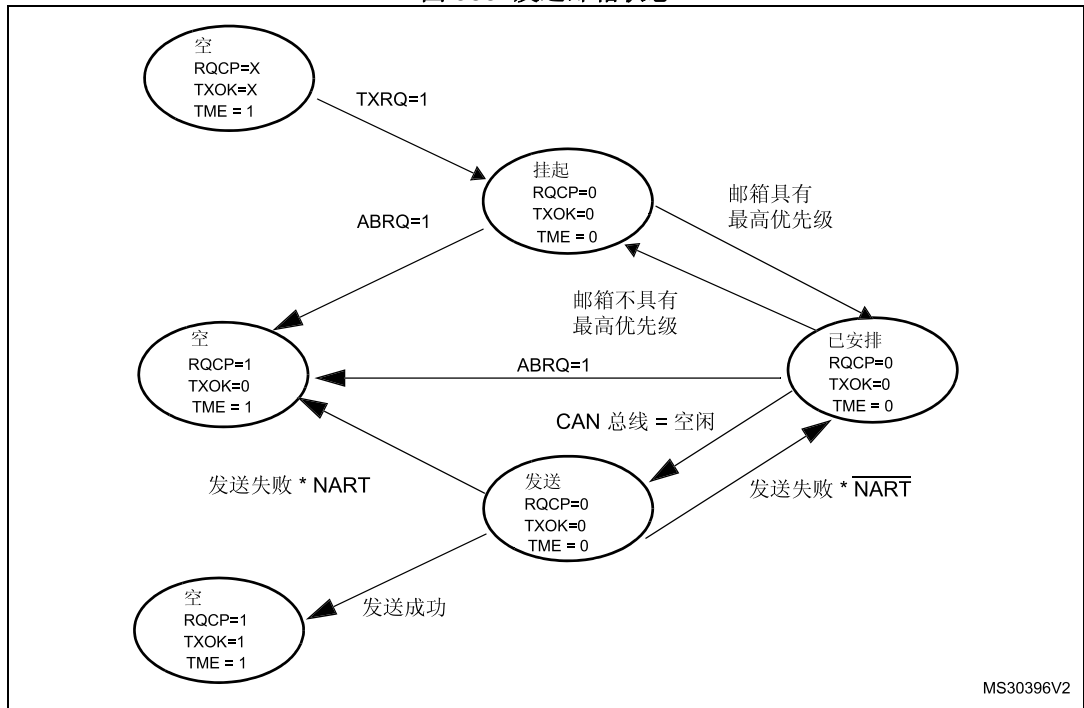 空
RQCP=X
TXOK=X
TME = 1
TXRQ=1
挂起
RQCP=0
TXOK=0
TME = 0
邮箱具有
最高优先级
ABRQ=1
邮箱不具有
最高优先级
空
RQCP=1
TXOK=0
TME = 1
ABRQ=1
已安排
RQCP=0
TXOK=0
TME = 0
CAN 总线 = 空闲
发送失败 * NART
发送
RQCP=0
TXOK=0
TME = 0
发送失败 * N̅A̅R̅T̅
发送成功
空
RQCP=1
TXOK=1
TME = 1
MS30396V2